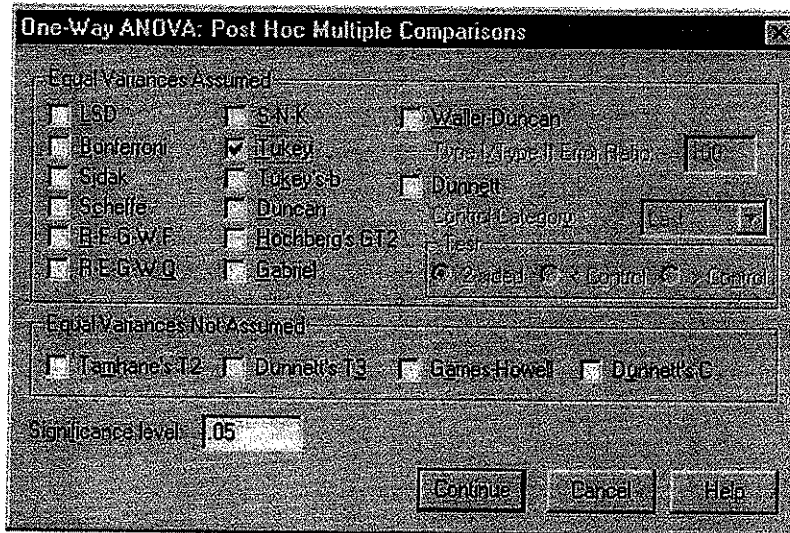 One-Way ANOVA: Post Hoc Multiple Comparisons
Equal Variances Assumed
LSD S-N-K Waller-Duncan
Bonferroni Tukey Type I/Type II Error Ratio: 100
Sidak Tukey's-b Dunnett
Scheffe Duncan Control Category: Last
R-E-G-W F Hochberg's GT2 Test
R-E-G-W Q Gabriel 2-sided < Control > Control
Equal Variances Not Assumed
Tamhane's T2 Dunnett's T3 Games-Howell Dunnett's C
Significance level: .05
Continue Cancel Help